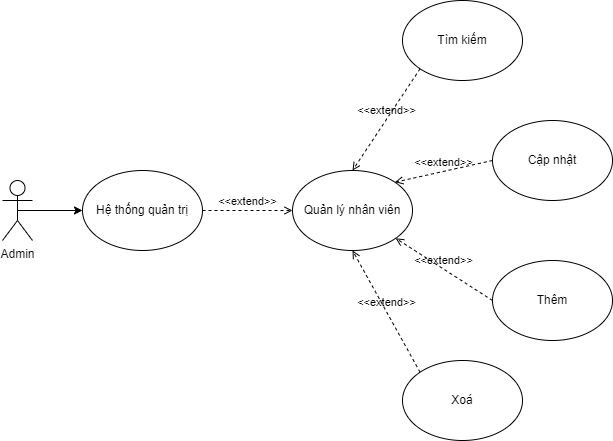 Tìm kiếm
<<extend>>
Cập nhật
<<extend>>
Hệ thống quản trị
<<extend>>
Quản lý nhân viên
Admin
<<extend>>
Thêm
<<extend>>
Xoá